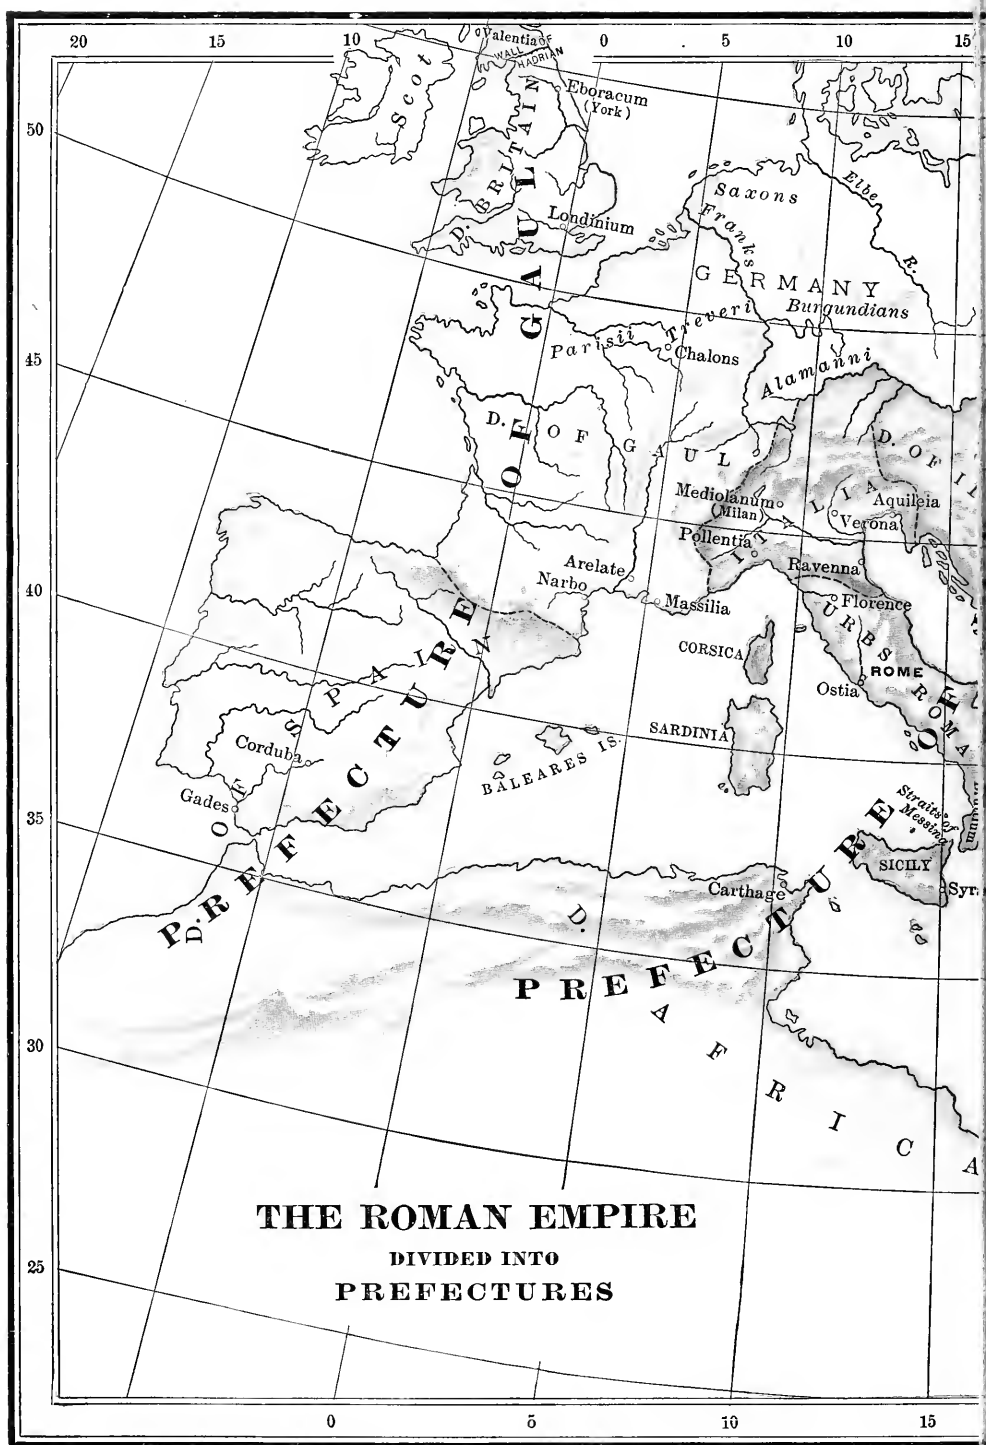 20 15 10 0 5 10 15
Valentia OF
WALL HADRIAN
Eboracum
(York)
Scot
50
D. BRITAIN
Londinium
Saxons
Franks
Elbe R.
GERMANY
Burgundians
Treveri
Parisii
Chalons
Alamanni
45
D. OF GAUL
D. OF I
ITALIA
Mediolanum
(Milan)
Aquileia
Verona
Pollentia
Ravenna
Arelate
Narbo
Massilia
Florence
40
URBS ROMA
CORSICA
ROME
Ostia
SARDINIA
BALEARES IS.
D. OF SPAIN
Corduba
Gades
35
Straits of
Messina
SICILY
Syra
Carthage
PREFECTURE OF GAUL
PREFECTURE OF
D. AFRICA
30
THE ROMAN EMPIRE
DIVIDED INTO
PREFECTURES
25
0 5 10 15